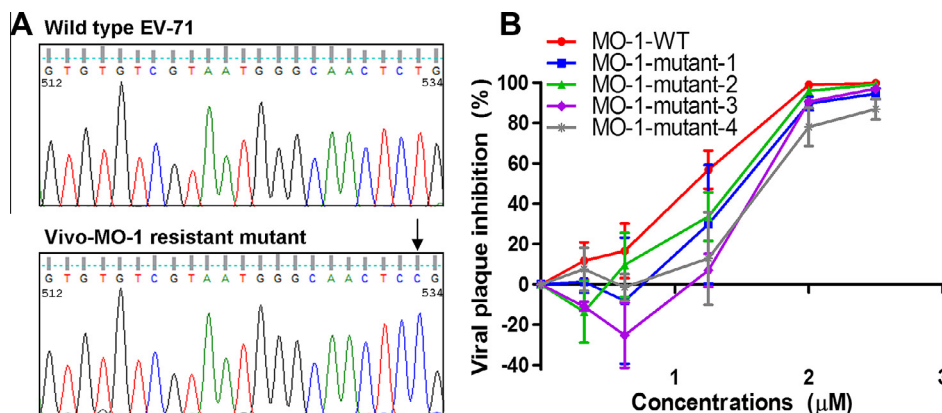 A
Wild type EV-71
G T G T G T C G T A A T G G G C A A C T C T G
512 534
Vivo-MO-1 resistant mutant
G T G T G T C G T A A T G G G C A A C T C C G
512 534
B
MO-1-WT
MO-1-mutant-1
MO-1-mutant-2
MO-1-mutant-3
MO-1-mutant-4
Viral plaque inhibition (%)
100
80
60
40
20
0
-20
-40
1 2 3
Concentrations (μM)